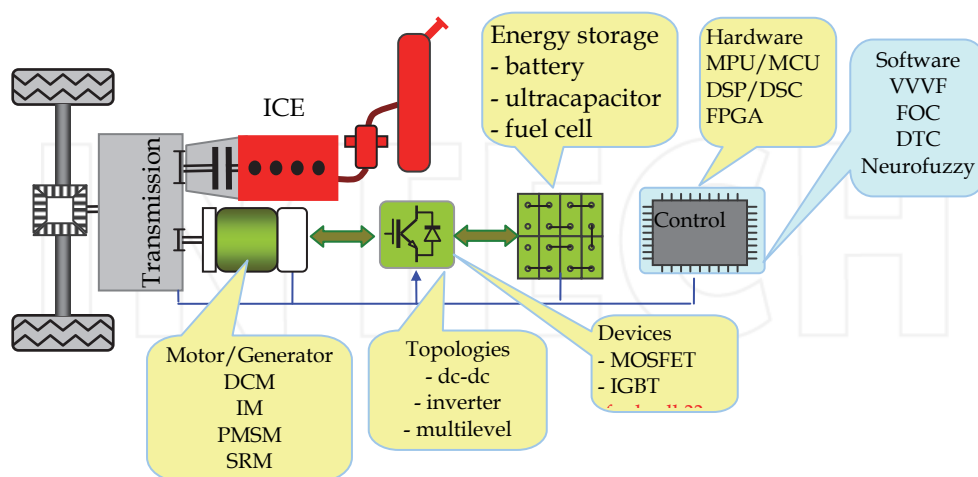 Energy storage
- battery
- ultracapacitor
- fuel cell
Hardware
MPU/MCU
DSP/DSC
FPGA
Software
VVVF
FOC
DTC
Neurofuzzy
ICE
Transmission
Control
Motor/Generator
DCM
IM
PMSM
SRM
Topologies
- dc-dc
- inverter
- multilevel
Devices
- MOSFET
- IGBT